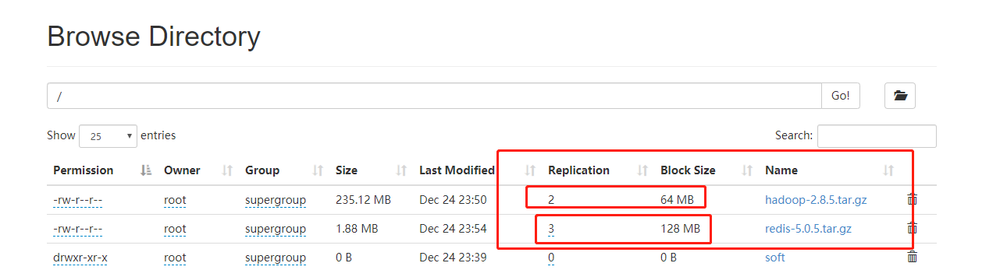 Browse Directory
/ Go!
Show 25 entries Search:
Permission Owner Group Size Last Modified Replication Block Size Name
-rw-r--r-- root supergroup 235.12 MB Dec 24 23:50 2 64 MB hadoop-2.8.5.tar.gz
-rw-r--r-- root supergroup 1.88 MB Dec 24 23:54 3 128 MB redis-5.0.5.tar.gz
drwxr-xr-x root supergroup 0 B Dec 24 23:39 0 0 B soft